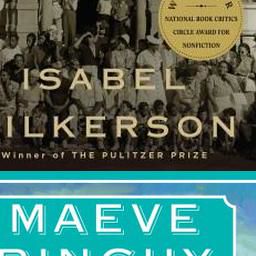 NATIONAL BOOK CRITICS
CIRCLE AWARD FOR
NONFICTION
ISABEL
ILKERSON
Winner of THE PULITZER PRIZE
MAEVE